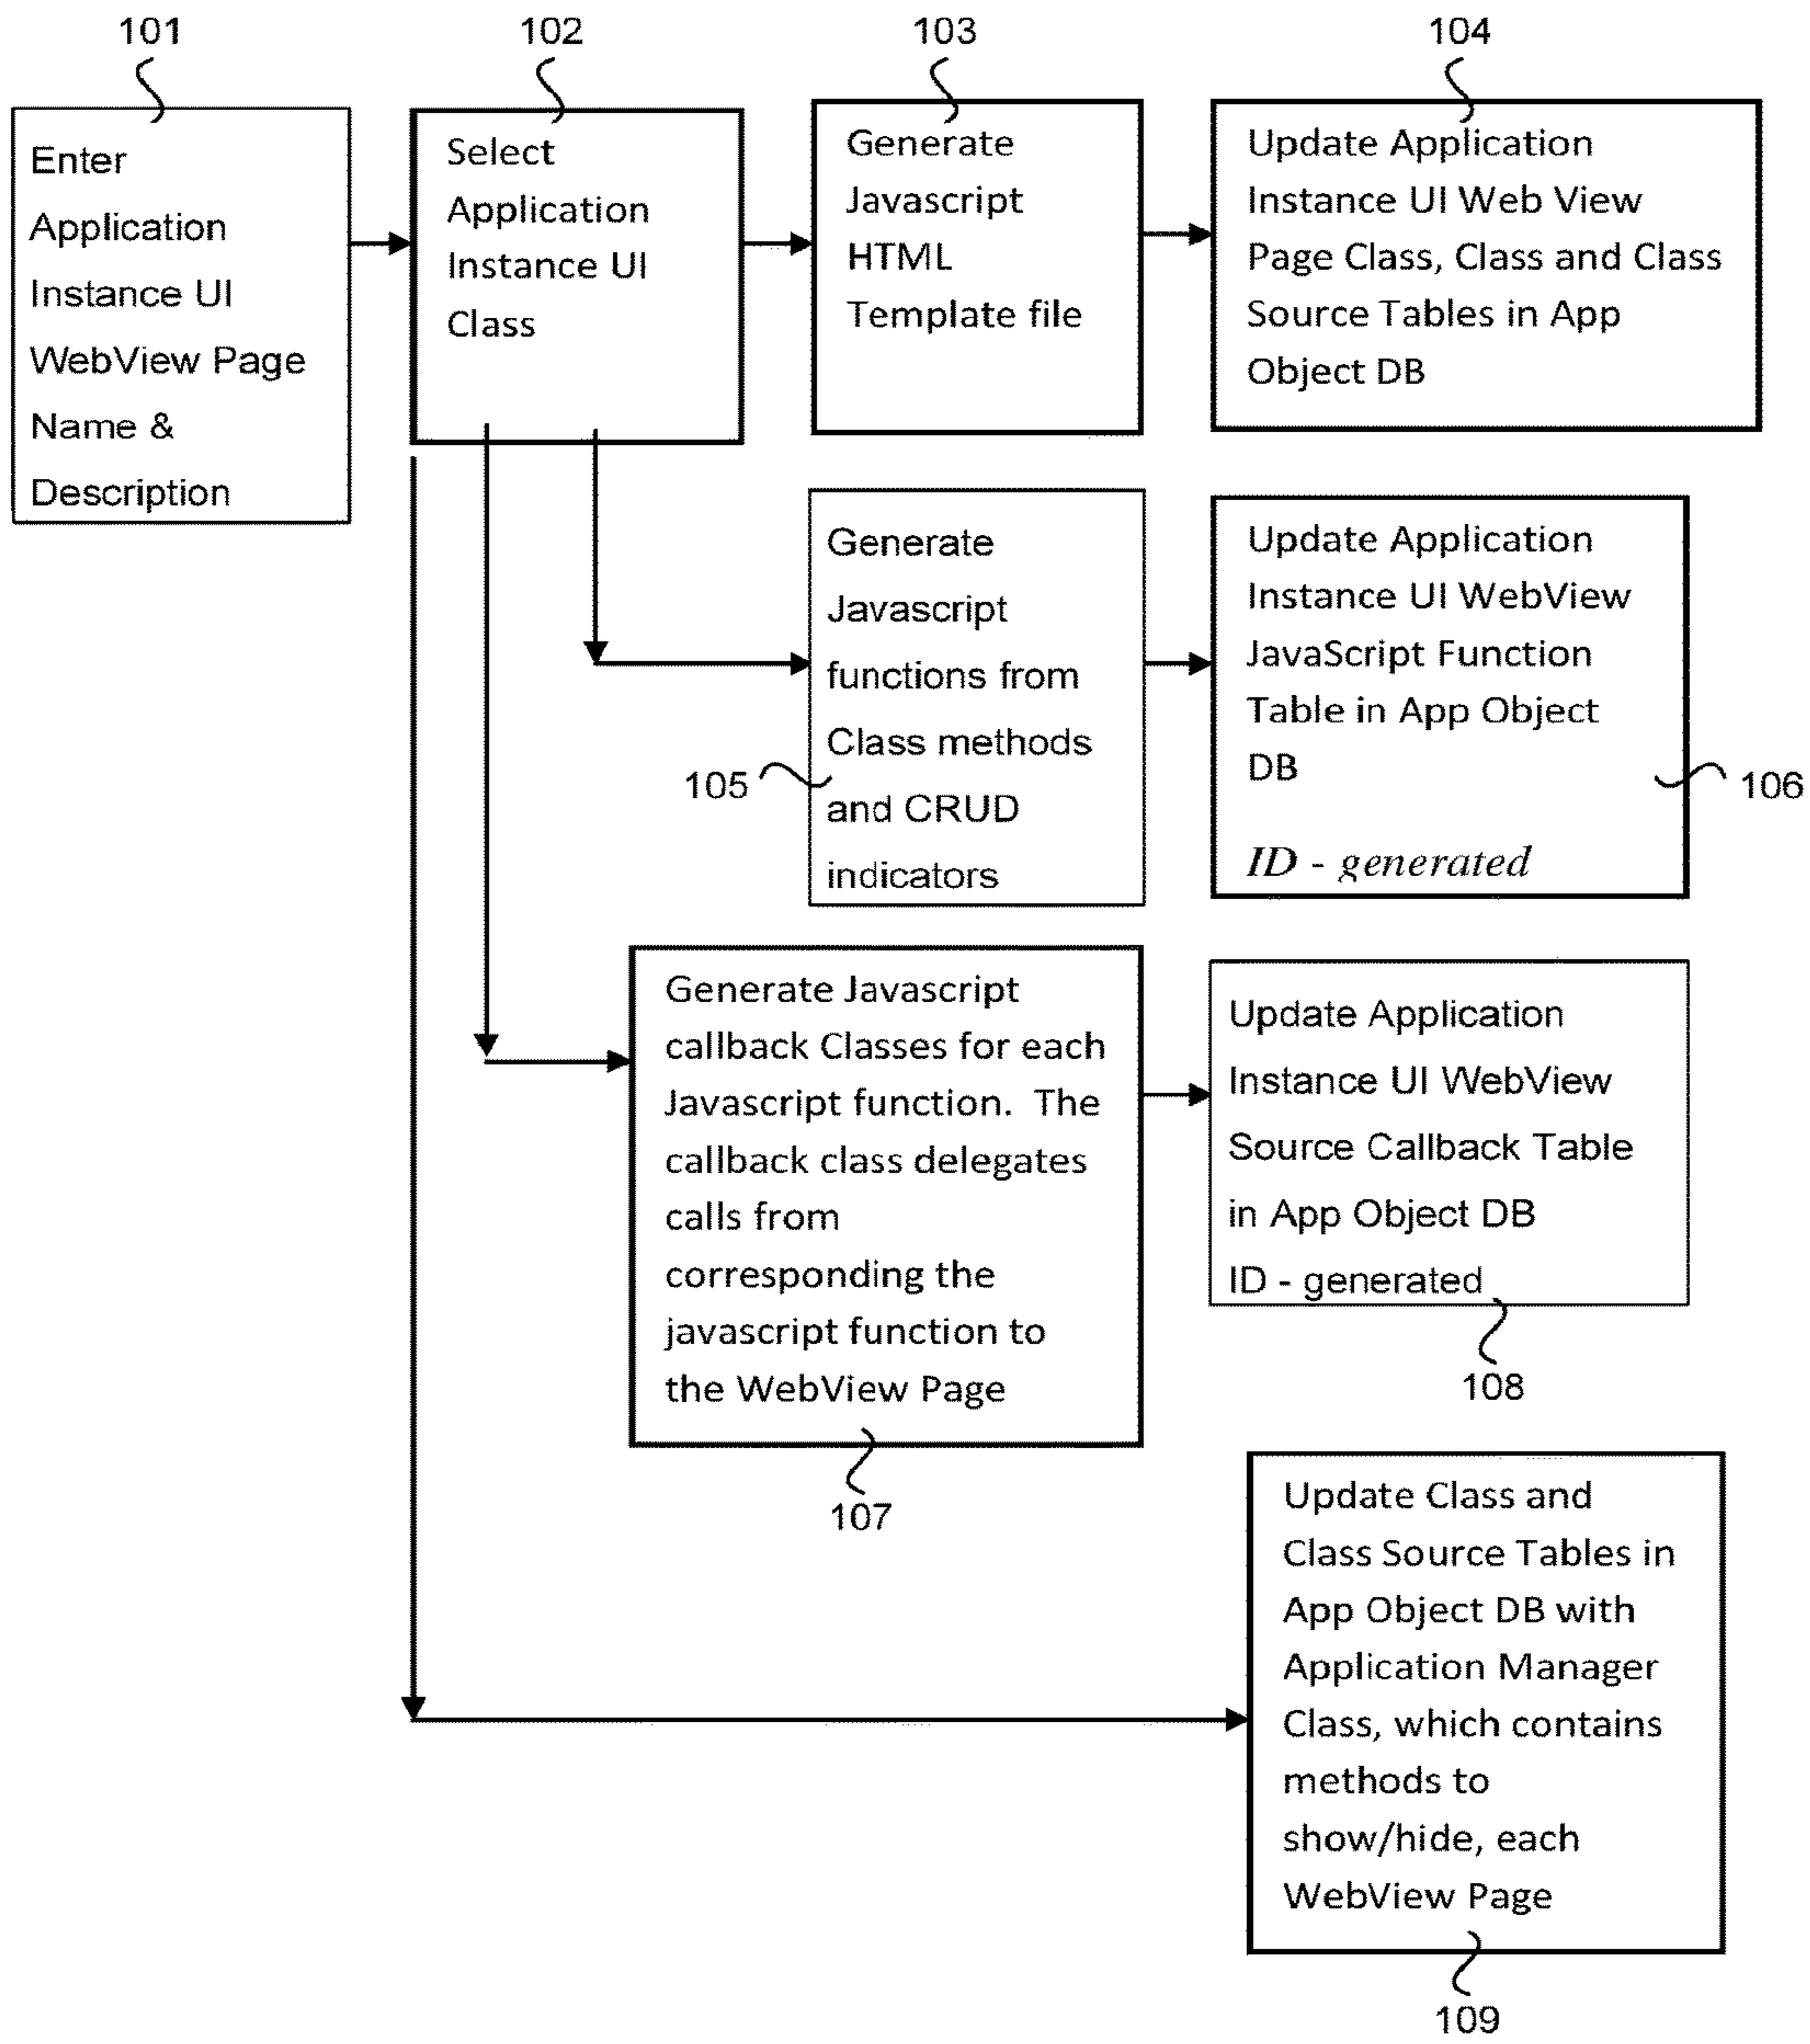 101
Enter
Application
Instance UI
WebView Page
Name &
Description
102
Select
Application
Instance UI
Class
103
Generate
Javascript
HTML
Template file
104
Update Application
Instance UI Web View
Page Class, Class and Class
Source Tables in App
Object DB
105
Generate
Javascript
functions from
Class methods
and CRUD
indicators
106
Update Application
Instance UI WebView
JavaScript Function
Table in App Object
DB
ID - generated
107
Generate Javascript
callback Classes for each
Javascript function. The
callback class delegates
calls from
corresponding the
javascript function to
the WebView Page
108
Update Application
Instance UI WebView
Source Callback Table
in App Object DB
ID - generated
109
Update Class and
Class Source Tables in
App Object DB with
Application Manager
Class, which contains
methods to
show/hide, each
WebView Page